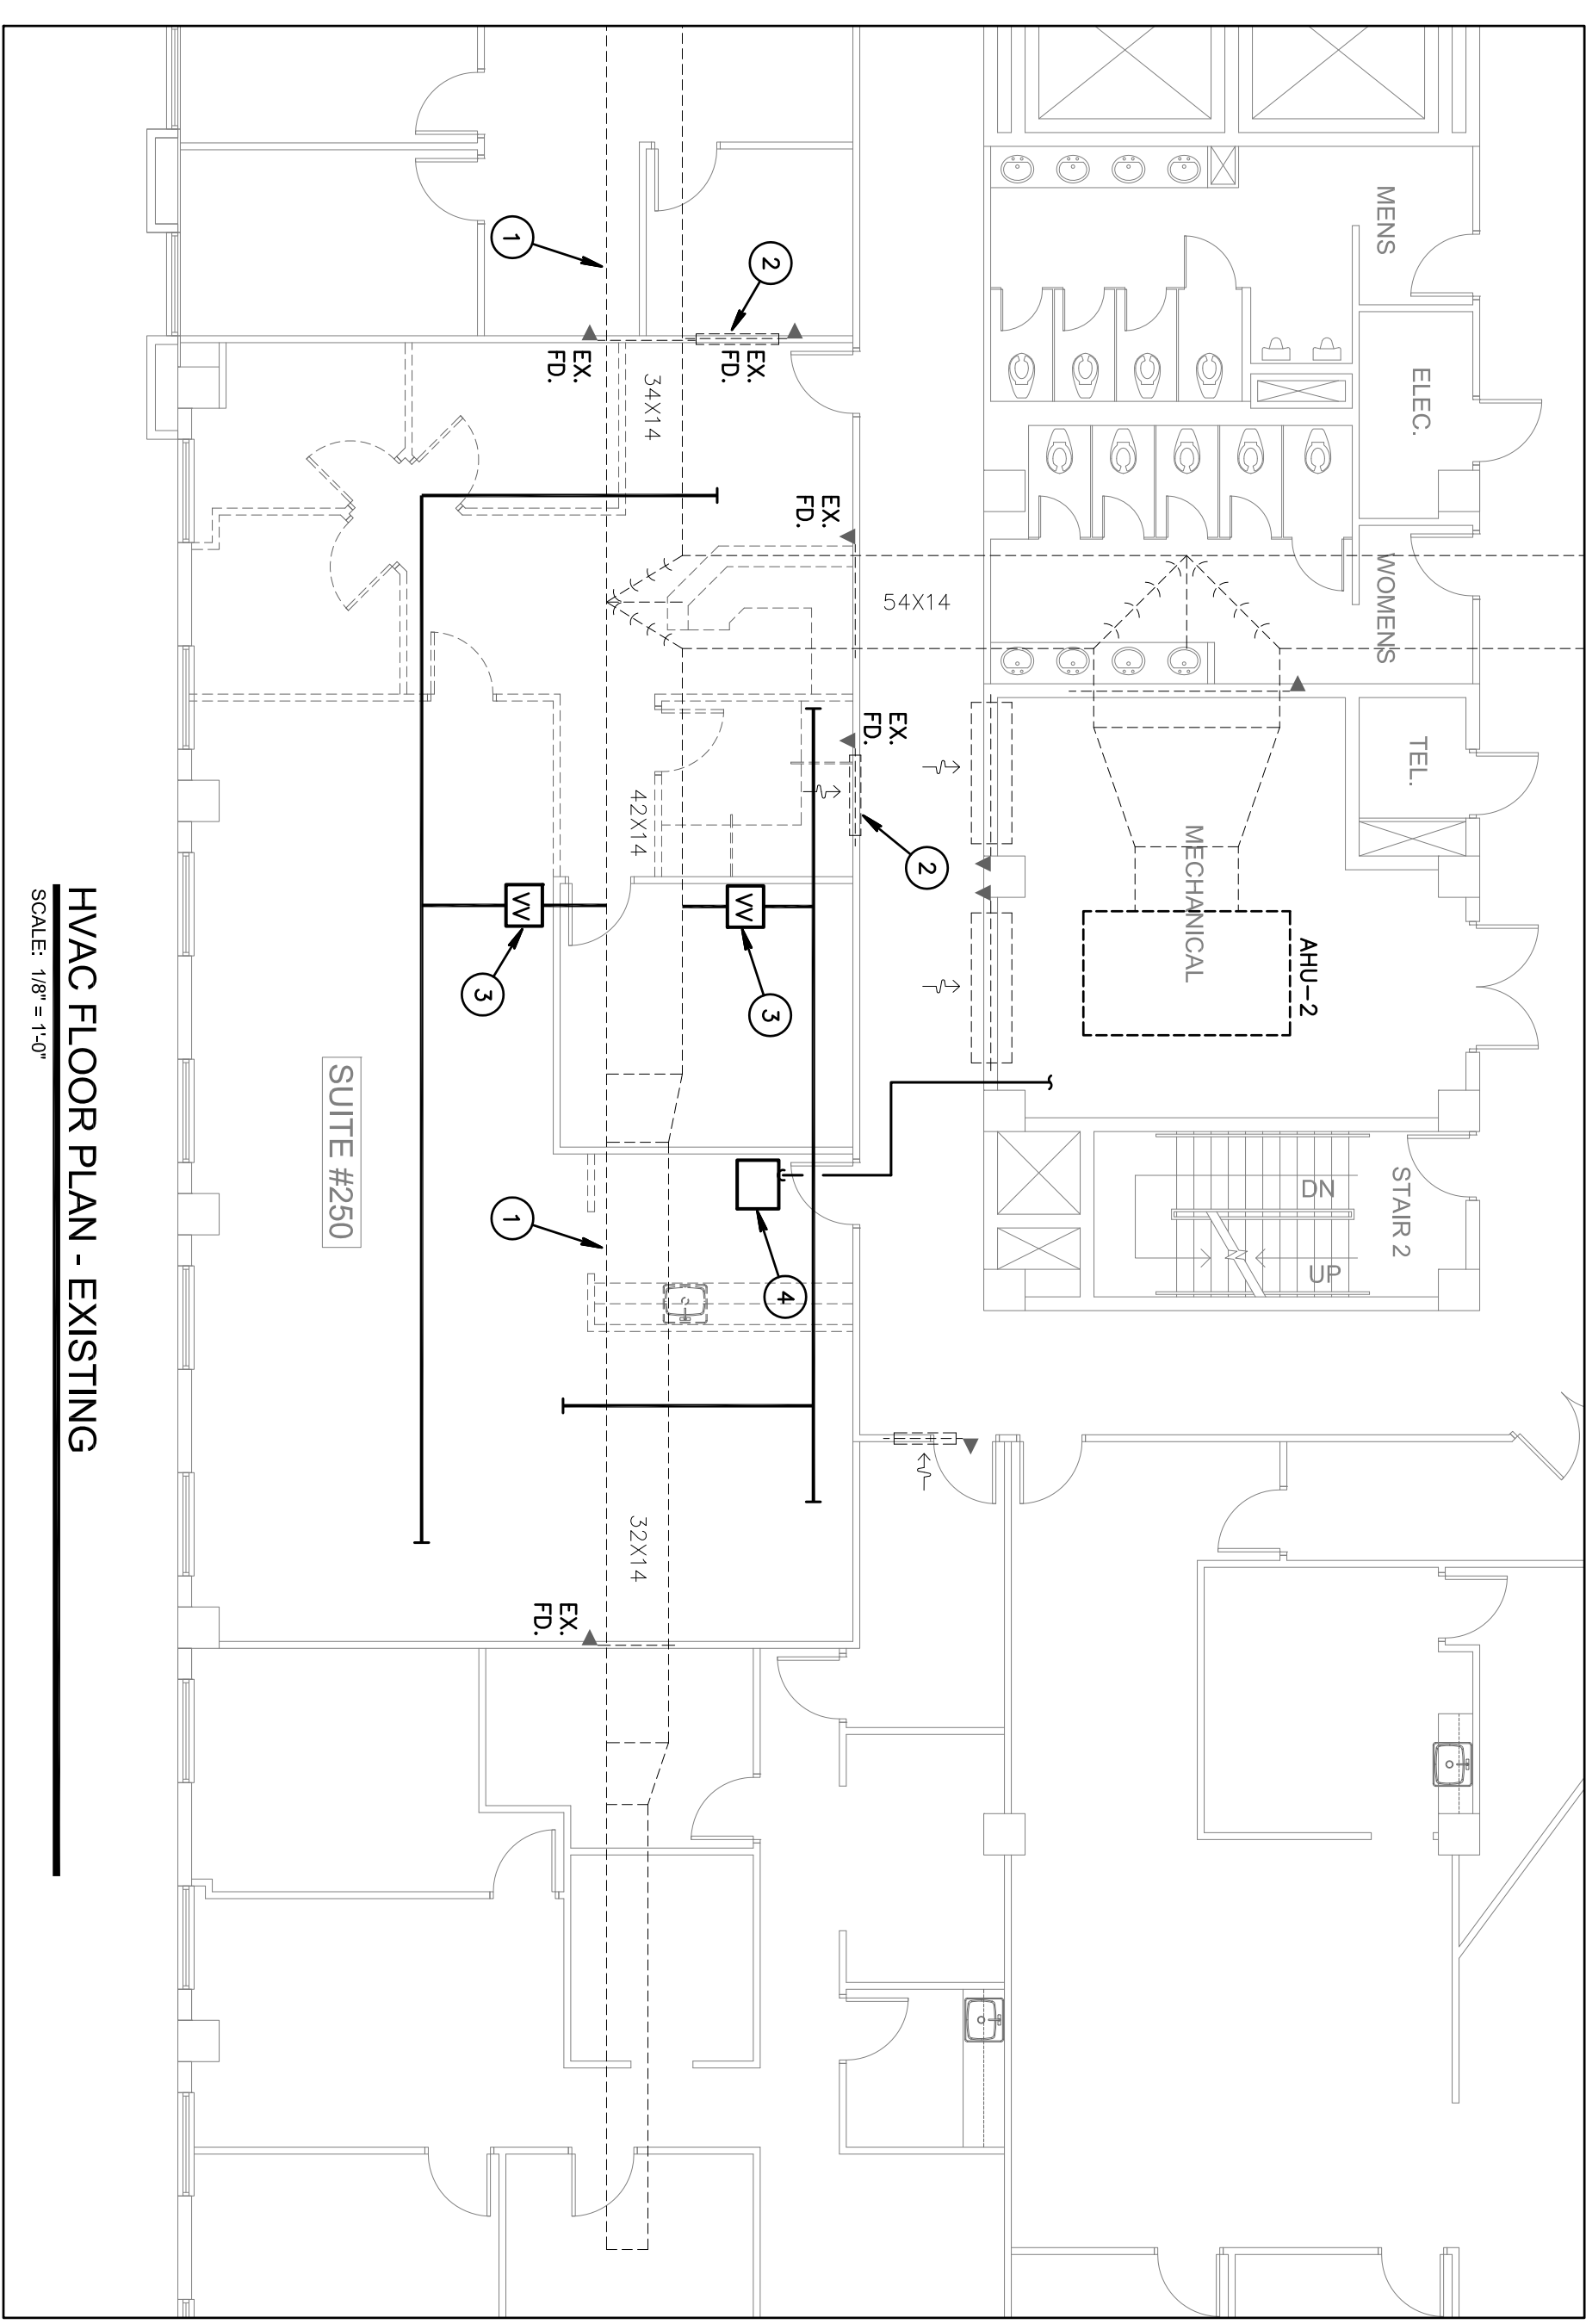 MENS
ELEC.
WOMENS
TEL.
STAIR 2
DN
UP
MECHANICAL
AHU-2
54X14
EX.
FD.
EX.
FD.
2
2
EX.
FD.
3
4
34X14
42X14
32X14
VV
VV
EX.
FD.
EX.
FD.
1
3
1
SUITE #250
HVAC FLOOR PLAN - EXISTING
SCALE: 1/8" = 1'-0"